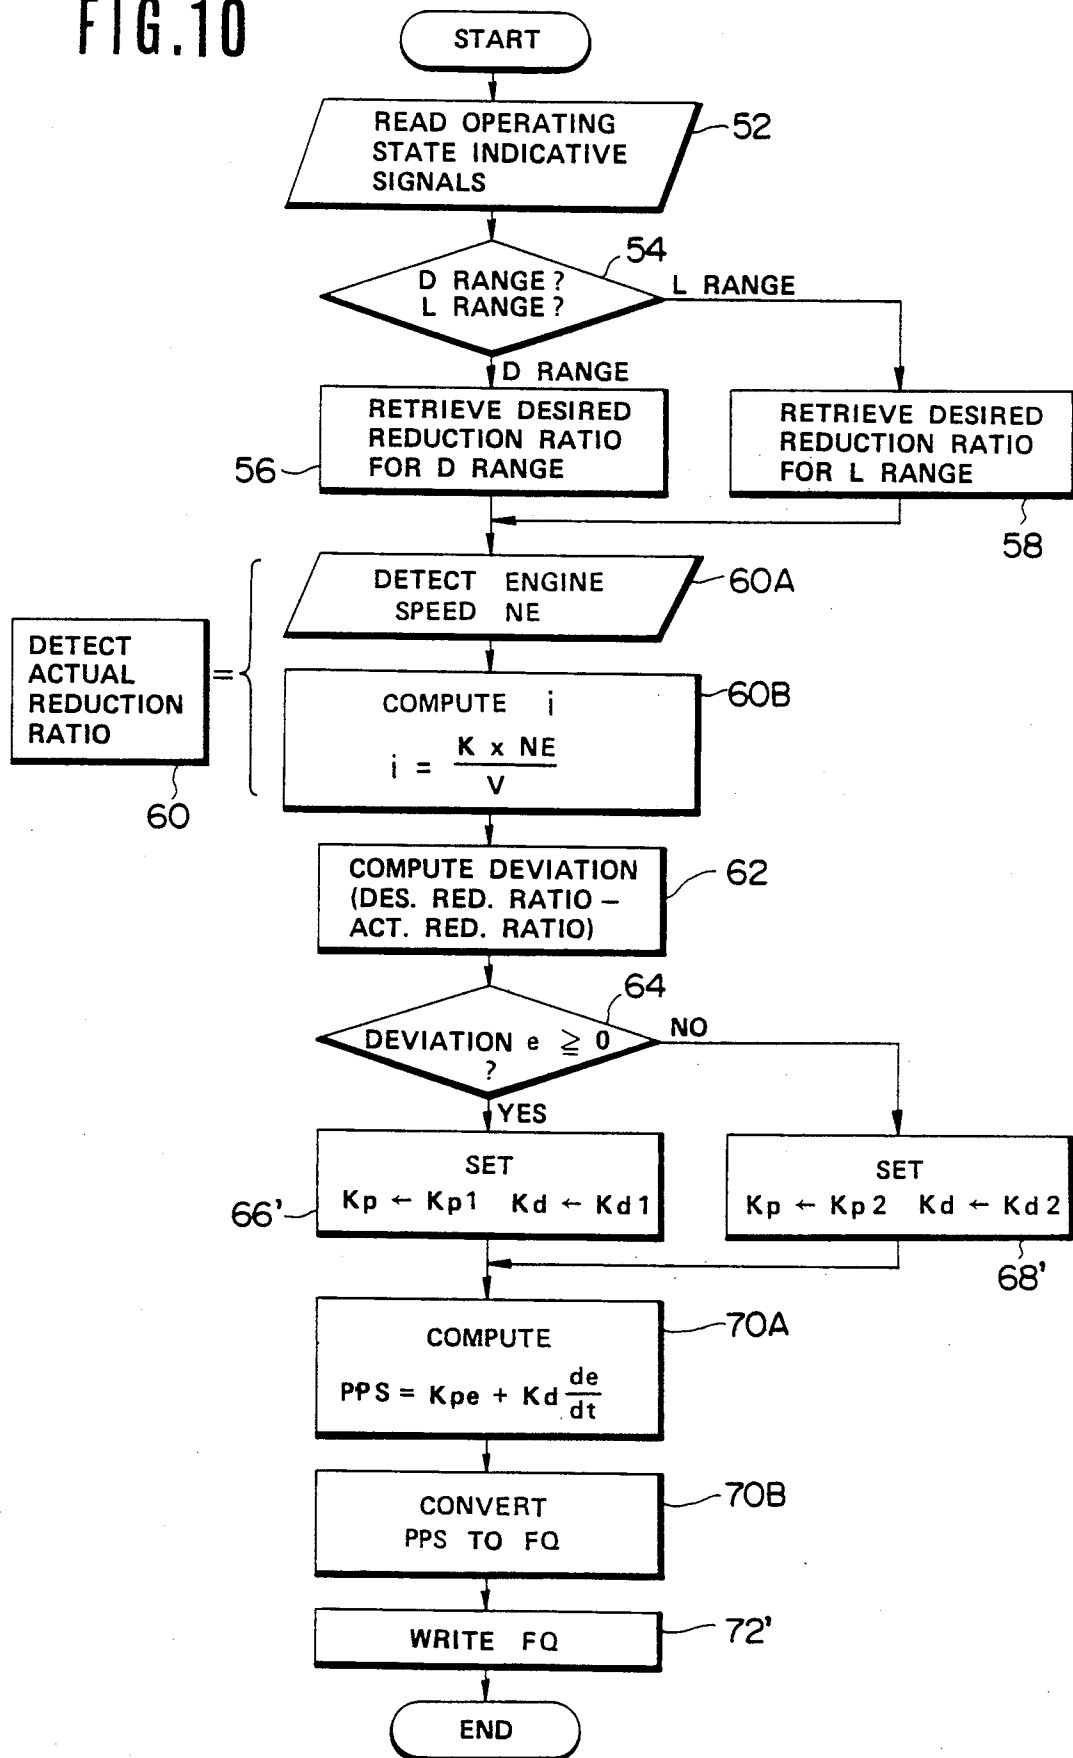 FIG.10
START
READ OPERATING
STATE INDICATIVE
SIGNALS
52
54
D RANGE?
L RANGE?
L RANGE
D RANGE
RETRIEVE DESIRED
REDUCTION RATIO
FOR D RANGE
56
RETRIEVE DESIRED
REDUCTION RATIO
FOR L RANGE
58
DETECT ENGINE
SPEED NE
60A
DETECT
ACTUAL
REDUCTION
RATIO
=
60
COMPUTE i
i = K x NE / V
60B
COMPUTE DEVIATION
(DES. RED. RATIO –
ACT. RED. RATIO)
62
64
DEVIATION e ≧ 0
?
NO
YES
SET
Kp ← Kp1 Kd ← Kd1
66'
SET
Kp ← Kp2 Kd ← Kd2
68'
COMPUTE
PPS = Kpe + Kd de/dt
70A
CONVERT
PPS TO FQ
70B
WRITE FQ
72'
END